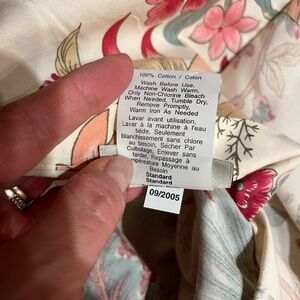 100% Cotton / Coton
Wash Before Use,
Machine Wash Warm,
Only Non-Chlorine Bleach
When Needed, Tumble Dry,
Remove Promptly,
Warm Iron As Needed
Lavar avant utilisation,
Lavar à la machine à l'eau
tiède, Seulement
Blanchissement sans chlore
au besoin, Sécher Par
Culbutage, Enlever sans
tarder, Repassage à
température Moyenne au
Besoin
Standard
Standard
09/2005